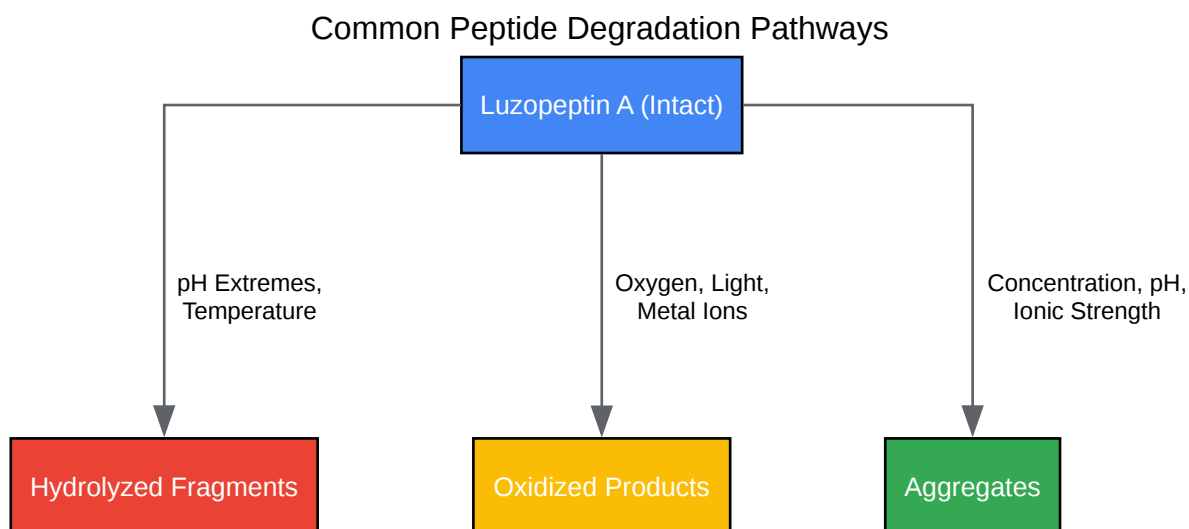 Common Peptide Degradation Pathways
Luzopeptin A (Intact)
pH Extremes,
Temperature
Oxygen, Light,
Metal Ions
Concentration, pH,
Ionic Strength
Hydrolyzed Fragments
Oxidized Products
Aggregates